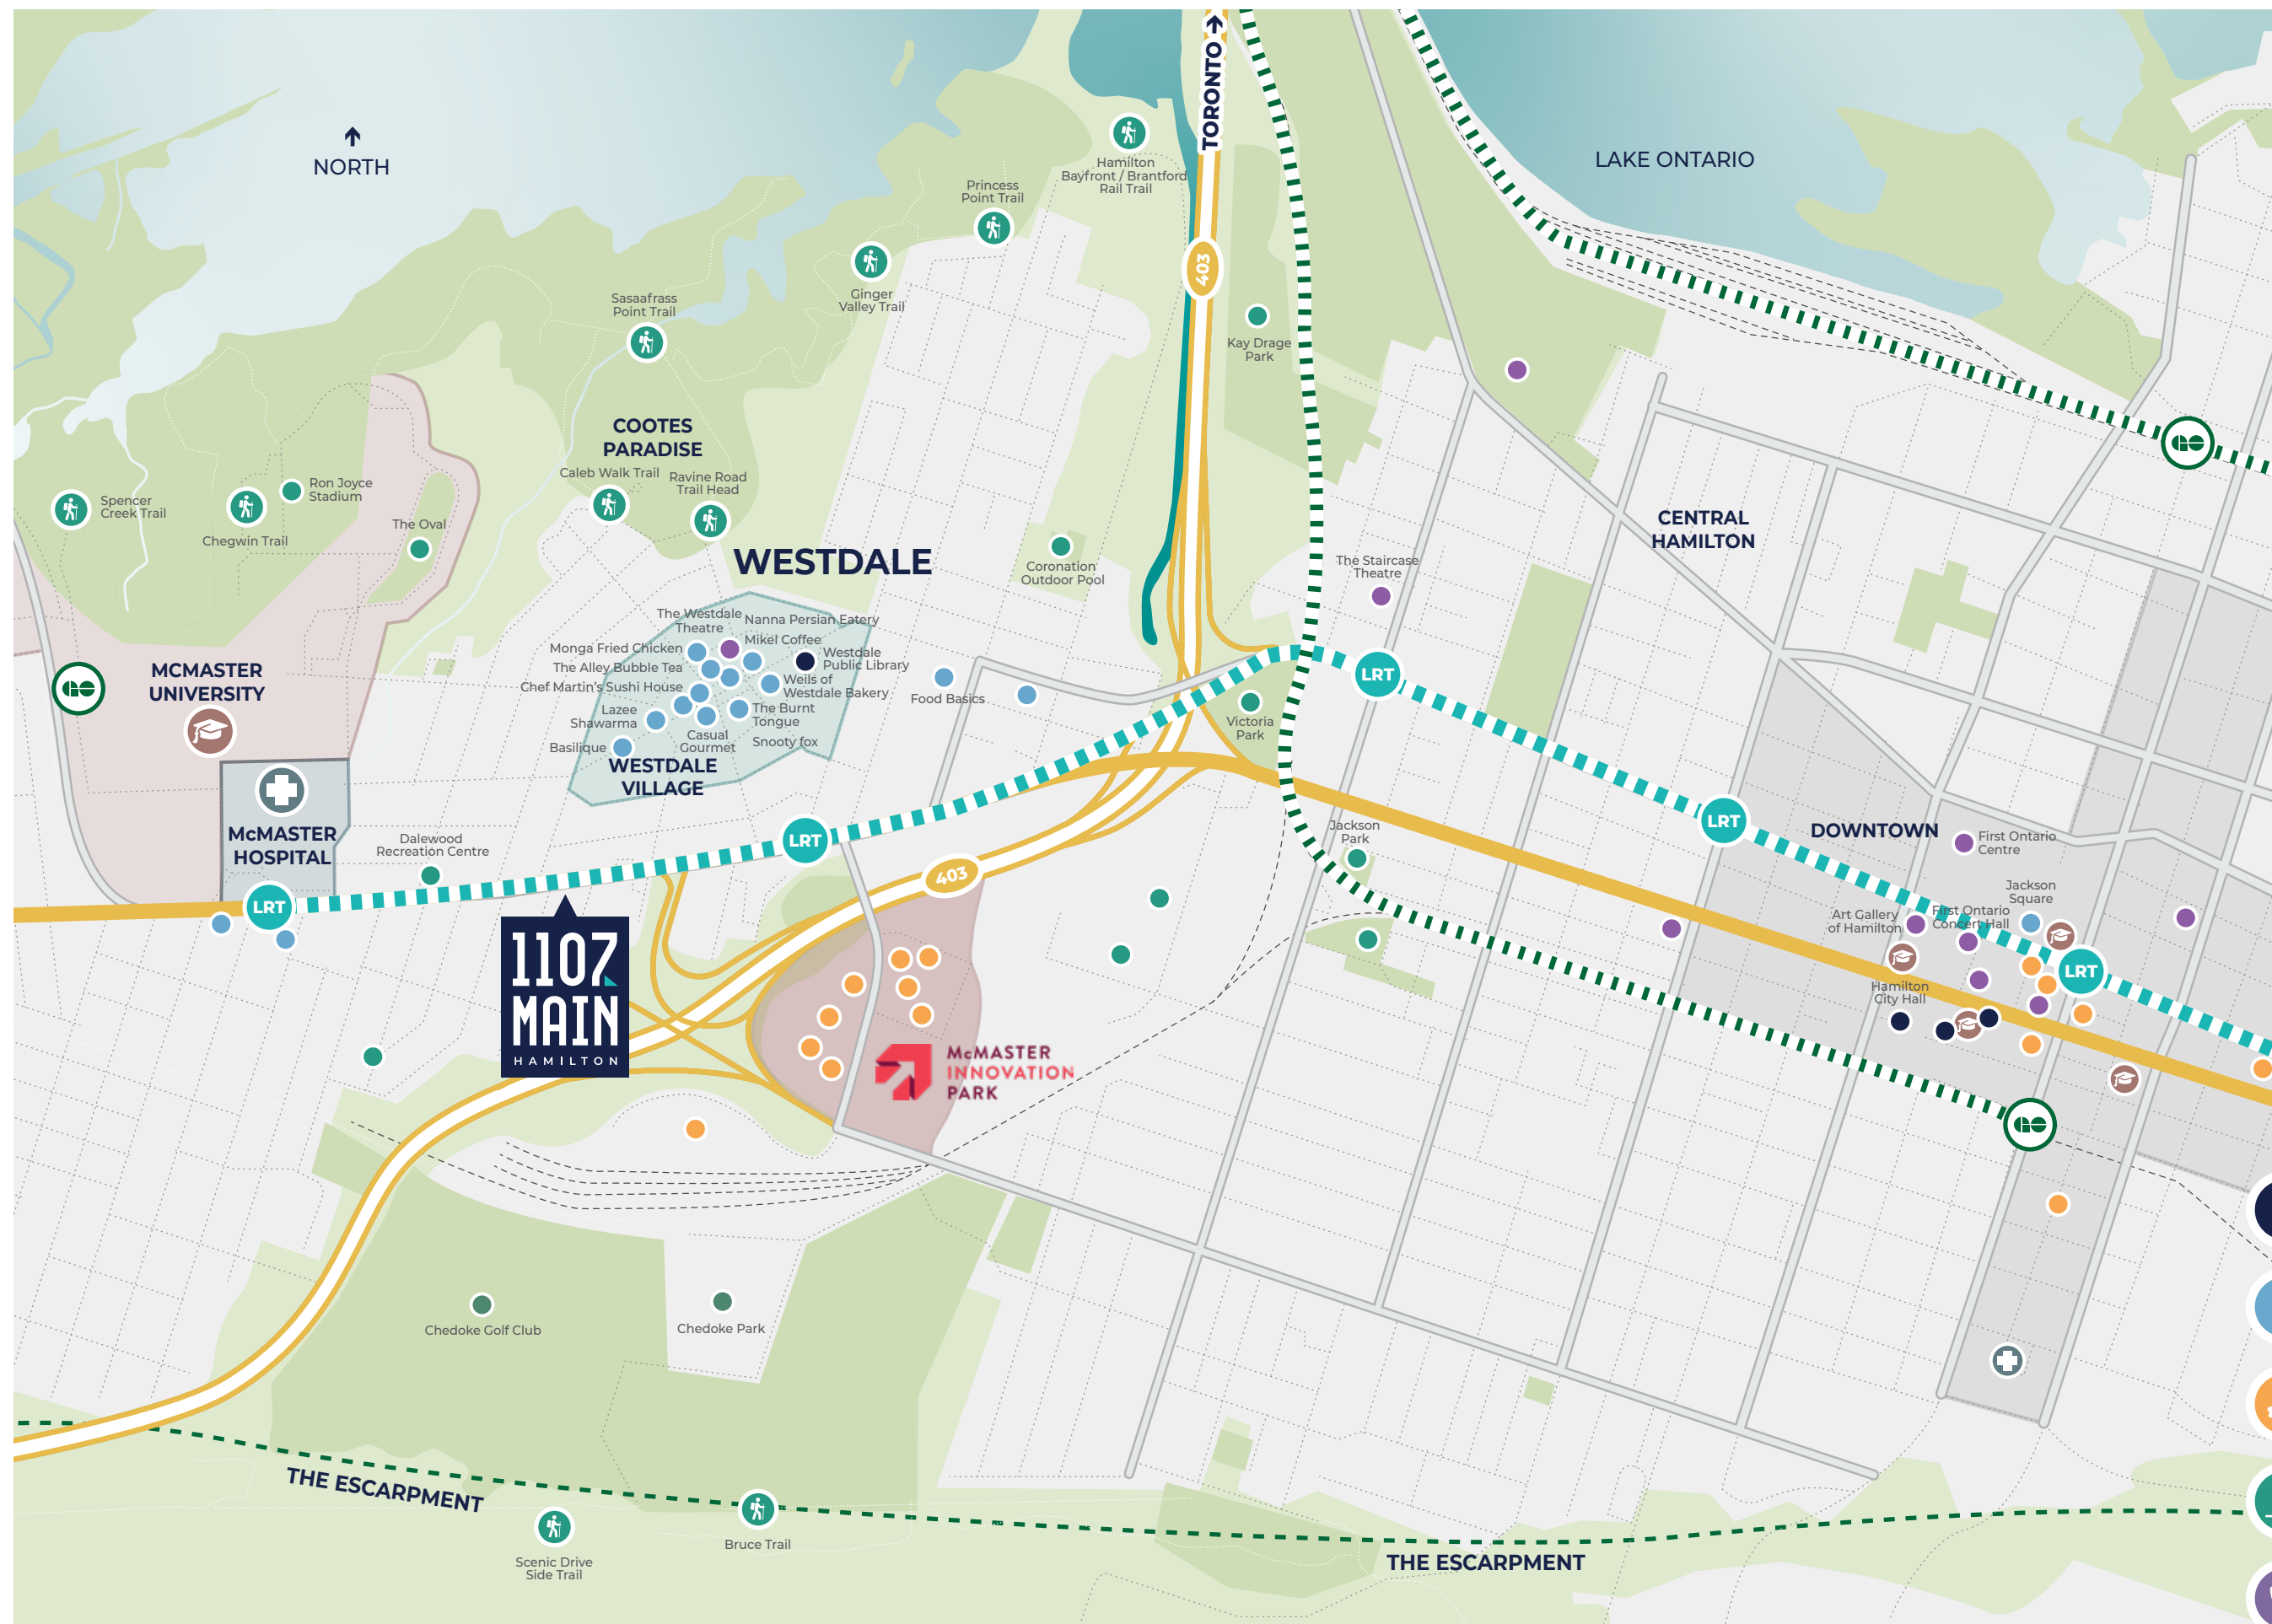 TORONTO
NORTH
LAKE ONTARIO
Hamilton
Bayfront / Brantford
Rail Trail
Princess
Point Trail
403
Ginger
Valley Trail
Sasaafrass
Point Trail
Kay Drage
Park
COOTES
PARADISE
Caleb Walk Trail
Ravine Road
Trail Head
Ron Joyce
Stadium
Spencer
Creek Trail
Chegwin Trail
The Oval
WESTDALE
Coronation
Outdoor Pool
The Staircase
Theatre
CENTRAL
HAMILTON
MCMASTER
UNIVERSITY
The Westdale
Theatre
Nanna Persian Eatery
Mikel Coffee
Monga Fried Chicken
Westdale
Public Library
The Alley Bubble Tea
Chef Martin's Sushi House
Weils of
Westdale Bakery
Lazee
Shawarma
The Burnt
Tongue
Casual
Gourmet
Snooty fox
Basilique
WESTDALE
VILLAGE
Food Basics
LRT
Victoria
Park
McMASTER
HOSPITAL
Dalewood
Recreation Centre
LRT
LRT
403
Jackson
Park
LRT
DOWNTOWN
First Ontario
Centre
Jackson
Square
Art Gallery
of Hamilton
First Ontario
Concert Hall
LRT
Hamilton
City Hall
1107
MAIN
HAMILTON
McMASTER
INNOVATION
PARK
Chedoke Golf Club
Chedoke Park
THE ESCARPMENT
Scenic Drive
Side Trail
Bruce Trail
THE ESCARPMENT